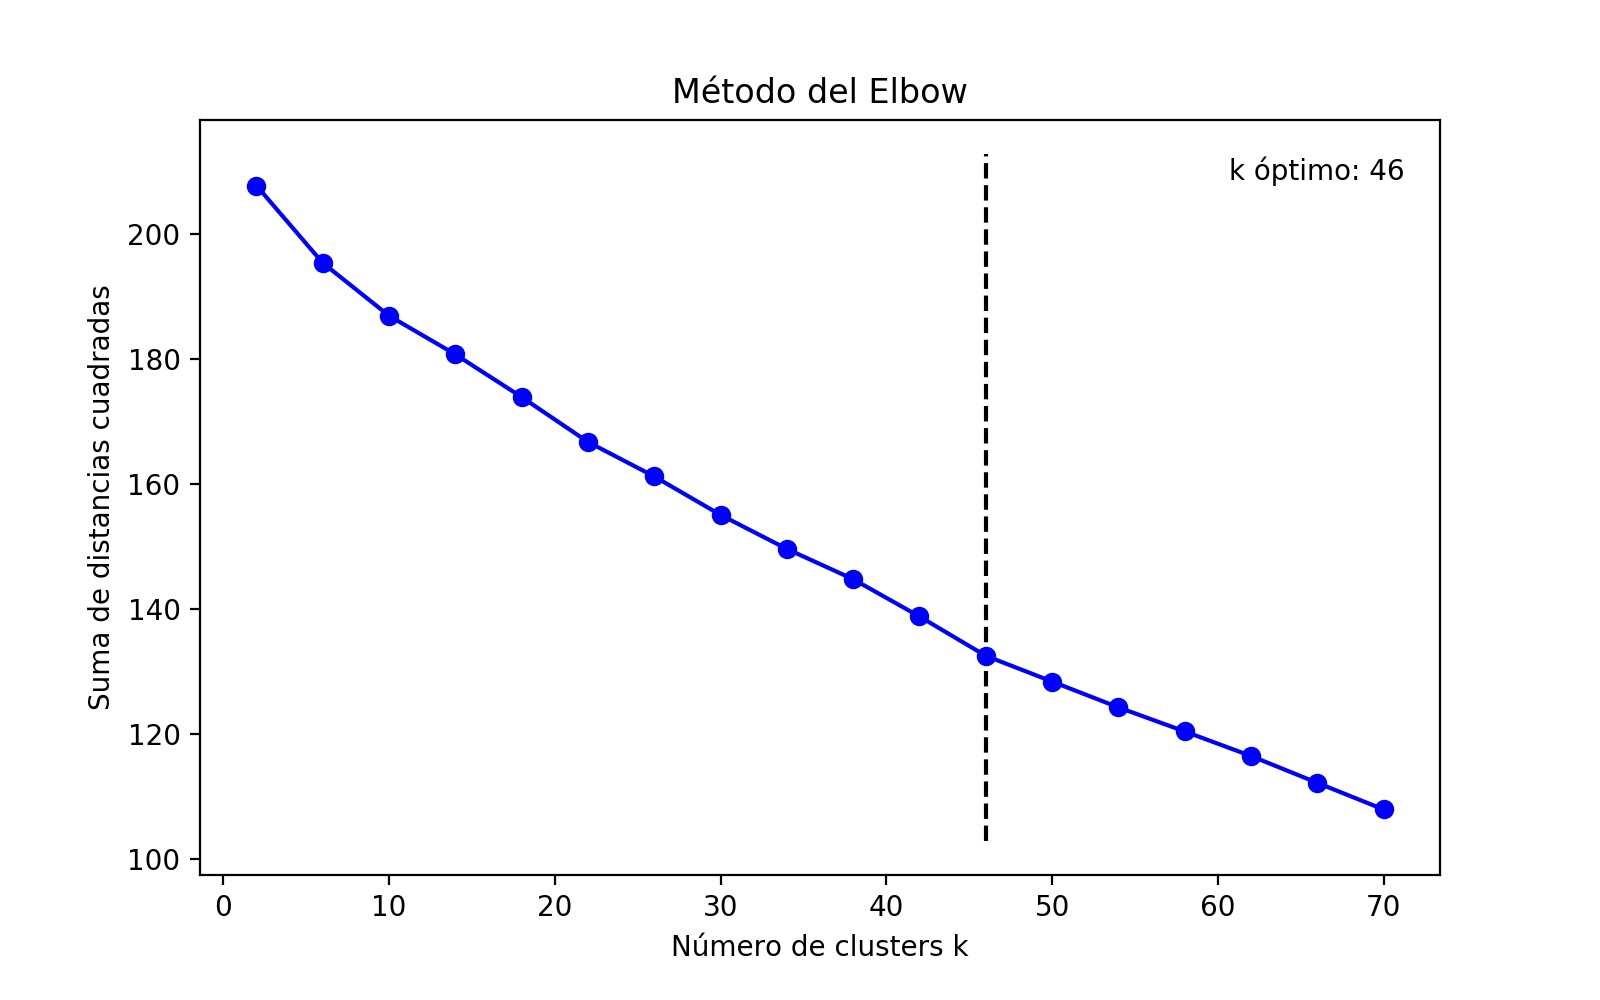 Método del Elbow
k óptimo: 46
Suma de distancias cuadradas
200
180
160
140
120
100
0 10 20 30 40 50 60 70
Número de clusters k